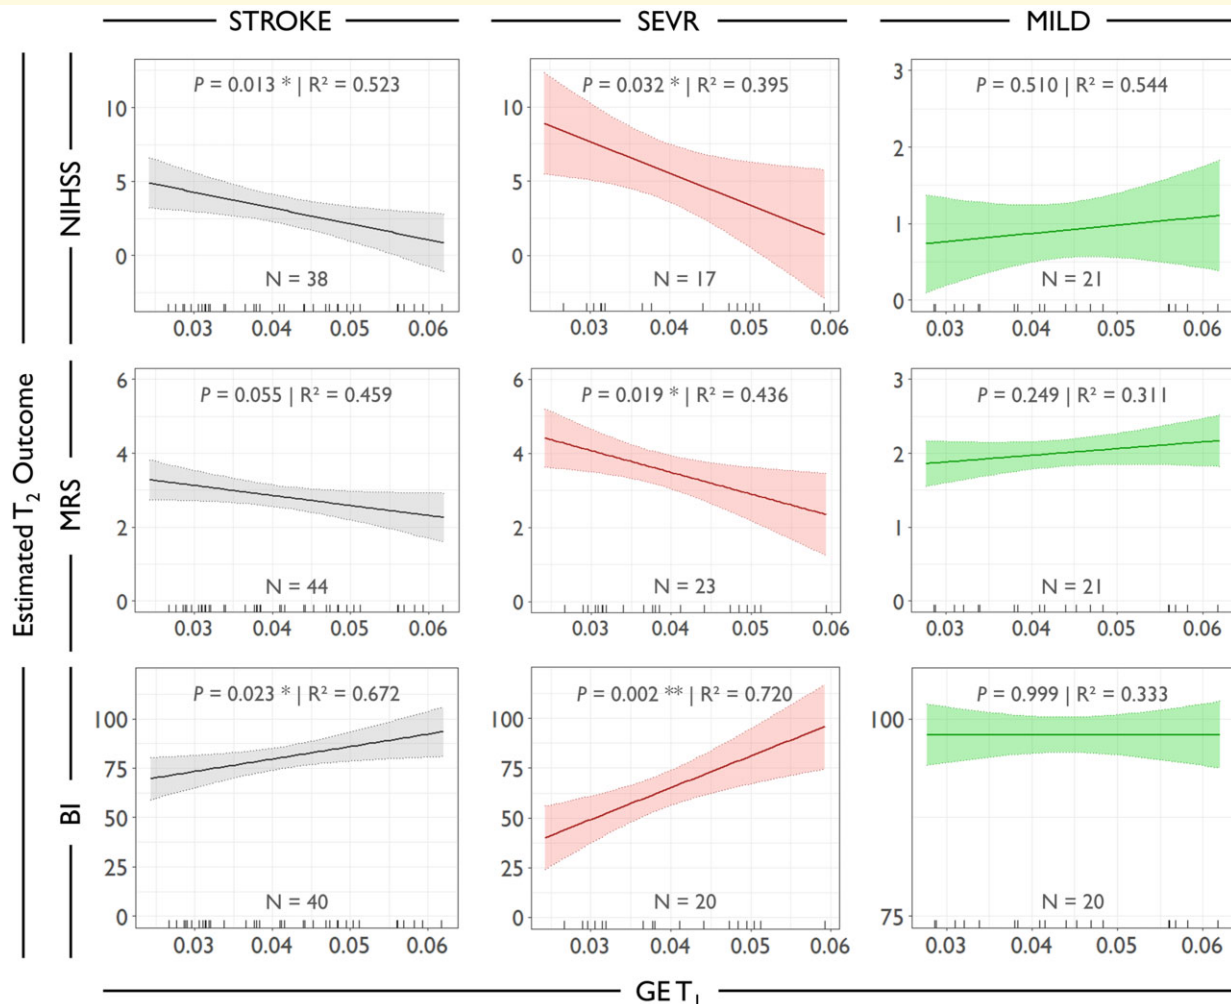 STROKE SEVR MILD
NIHSS
P = 0.013 * | R² = 0.523
10
5
0
N = 38
0.03 0.04 0.05 0.06
P = 0.032 * | R² = 0.395
10
5
0
N = 17
0.03 0.04 0.05 0.06
P = 0.510 | R² = 0.544
3
2
1
0
N = 21
0.03 0.04 0.05 0.06
Estimated T₂ Outcome
MRS
P = 0.055 | R² = 0.459
6
4
2
0
N = 44
0.03 0.04 0.05 0.06
P = 0.019 * | R² = 0.436
6
4
2
0
N = 23
0.03 0.04 0.05 0.06
P = 0.249 | R² = 0.311
3
2
1
0
N = 21
0.03 0.04 0.05 0.06
BI
P = 0.023 * | R² = 0.672
100
75
50
25
0
N = 40
0.03 0.04 0.05 0.06
P = 0.002 ** | R² = 0.720
100
75
50
25
0
N = 20
0.03 0.04 0.05 0.06
P = 0.999 | R² = 0.333
100
75
N = 20
0.03 0.04 0.05 0.06
GE T₁